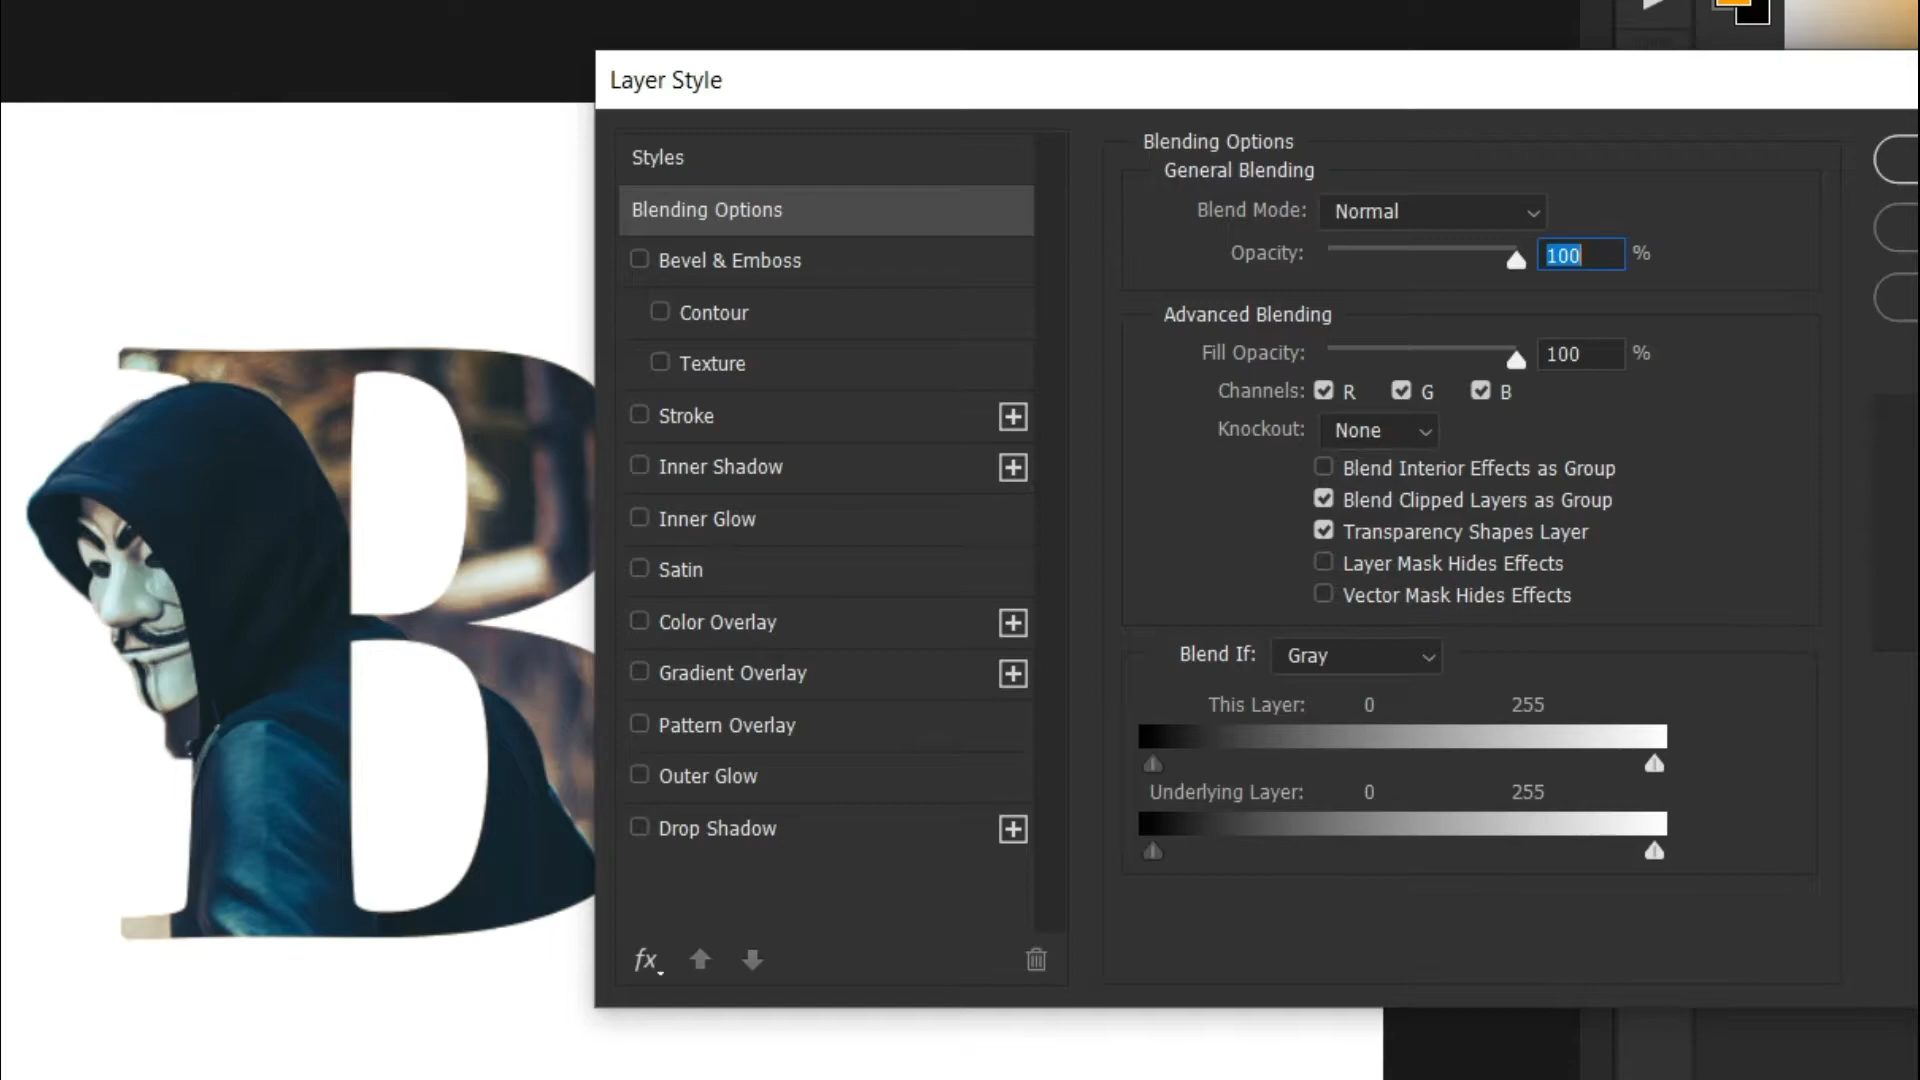 Layer Style
Styles
Blending Options
Bevel & Emboss
Contour
Texture
Stroke
Inner Shadow
Inner Glow
Satin
Color Overlay
Gradient Overlay
Pattern Overlay
Outer Glow
Drop Shadow
fx
Blending Options
General Blending
Blend Mode: Normal
Opacity: 100 %
Advanced Blending
Fill Opacity: 100 %
Channels: R G B
Knockout: None
Blend Interior Effects as Group
Blend Clipped Layers as Group
Transparency Shapes Layer
Layer Mask Hides Effects
Vector Mask Hides Effects
Blend If: Gray
This Layer: 0 255
Underlying Layer: 0 255
B